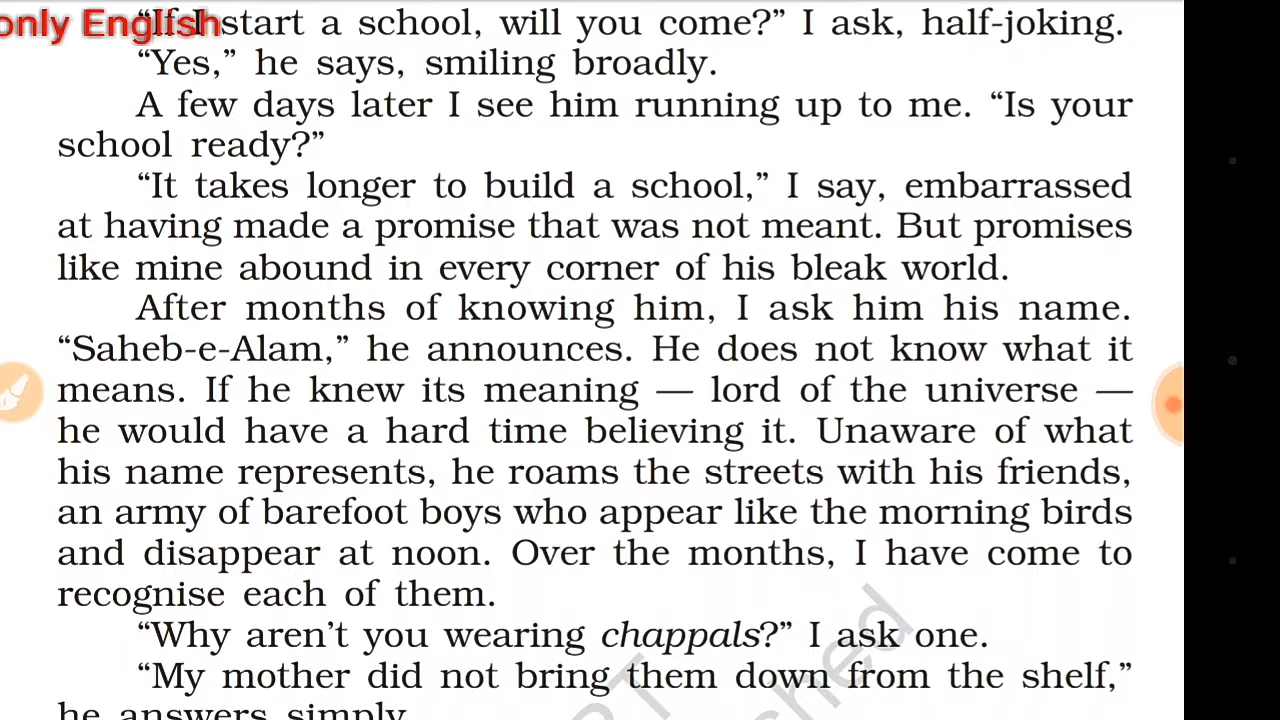 only English
“If I start a school, will you come?” I ask, half-joking.
“Yes,” he says, smiling broadly.
A few days later I see him running up to me. “Is your
school ready?”
“It takes longer to build a school,” I say, embarrassed
at having made a promise that was not meant. But promises
like mine abound in every corner of his bleak world.
After months of knowing him, I ask him his name.
“Saheb-e-Alam,” he announces. He does not know what it
means. If he knew its meaning — lord of the universe —
he would have a hard time believing it. Unaware of what
his name represents, he roams the streets with his friends,
an army of barefoot boys who appear like the morning birds
and disappear at noon. Over the months, I have come to
recognise each of them.
“Why aren’t you wearing chappals?” I ask one.
“My mother did not bring them down from the shelf,”
he answers simply.